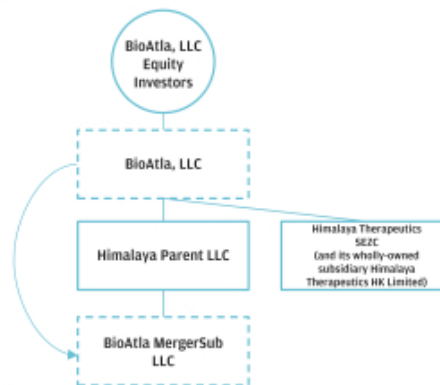 BioAtla, LLC
Equity
Investors
BioAtla, LLC
Himalaya Parent LLC
Himalaya Therapeutics
SEZC
(and its wholly-owned
subsidiary Himalaya
Therapeutics HK Limited)
BioAtla MergerSub
LLC